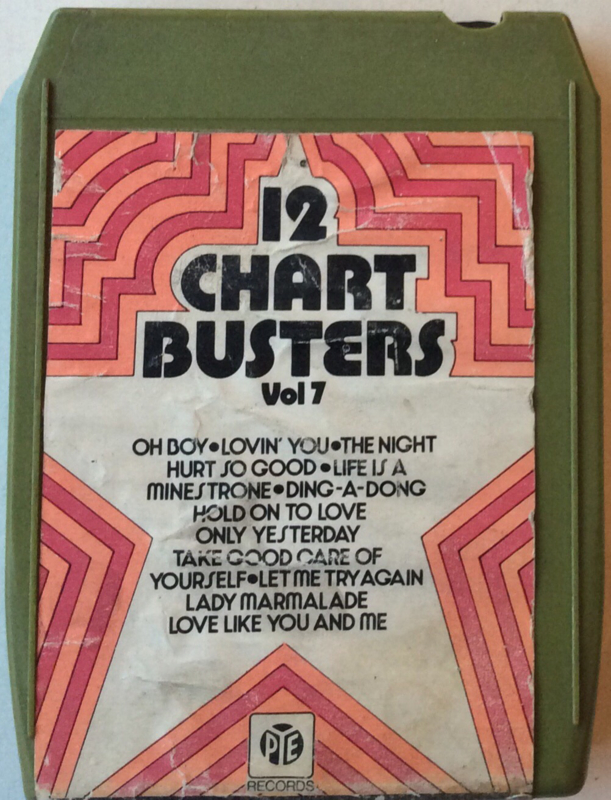 12
CHART
BUSTERS
Vol 7
OH BOY•LOVIN' YOU•THE NIGHT
HURT SO GOOD•LIFE IS A
MINESTRONE•DING-A-DONG
HOLD ON TO LOVE
ONLY YESTERDAY
TAKE GOOD CARE OF
YOURSELF•LET ME TRY AGAIN
LADY MARMALADE
LOVE LIKE YOU AND ME
PYE
RECORDS